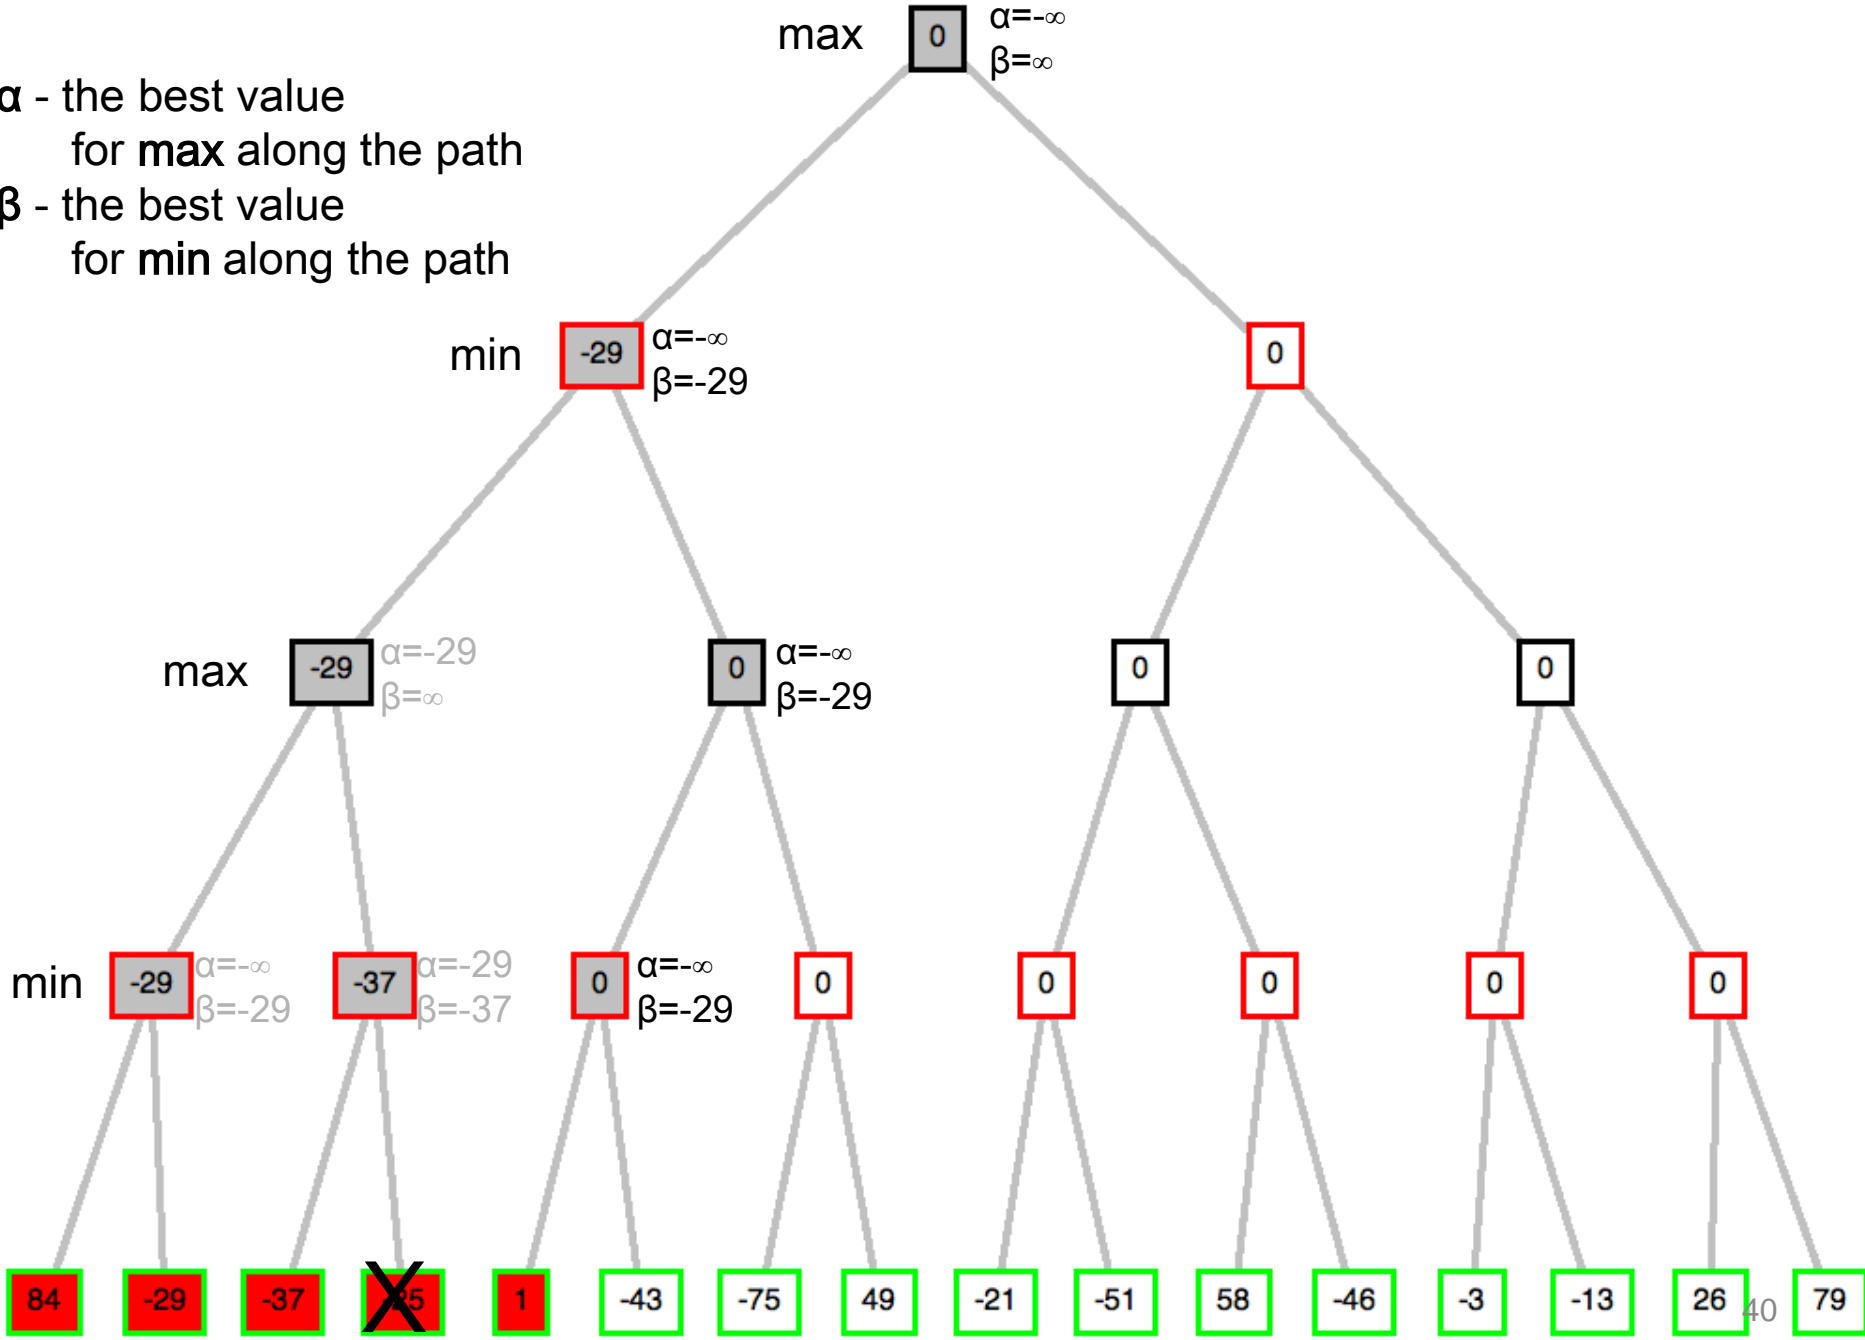 max 0 α=-∞
β=∞
α - the best value
for max along the path
β - the best value
for min along the path
min -29 α=-∞ 0
β=-29
max -29 α=-29 0 α=-∞ 0 0
β=∞ β=-29
min -29 α=-∞ -37 α=-29 0 α=-∞ 0 0 0 0 0
β=-29 β=-37 β=-29
84 -29 -37 X 1 -43 -75 49 -21 -51 58 -46 -3 -13 26 40 79